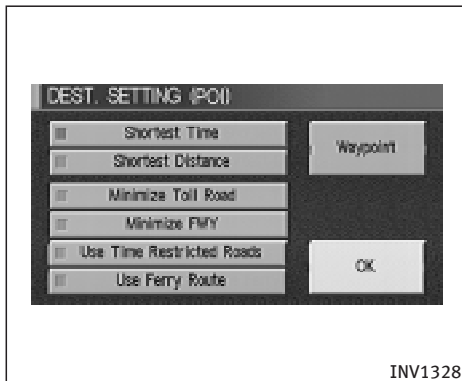 DEST. SETTING (POI)
Shortest Time
Shortest Distance
Waypoint
Minimize Toll Road
Minimize FWY
Use Time Restricted Roads
Use Ferry Route
OK
INV1328